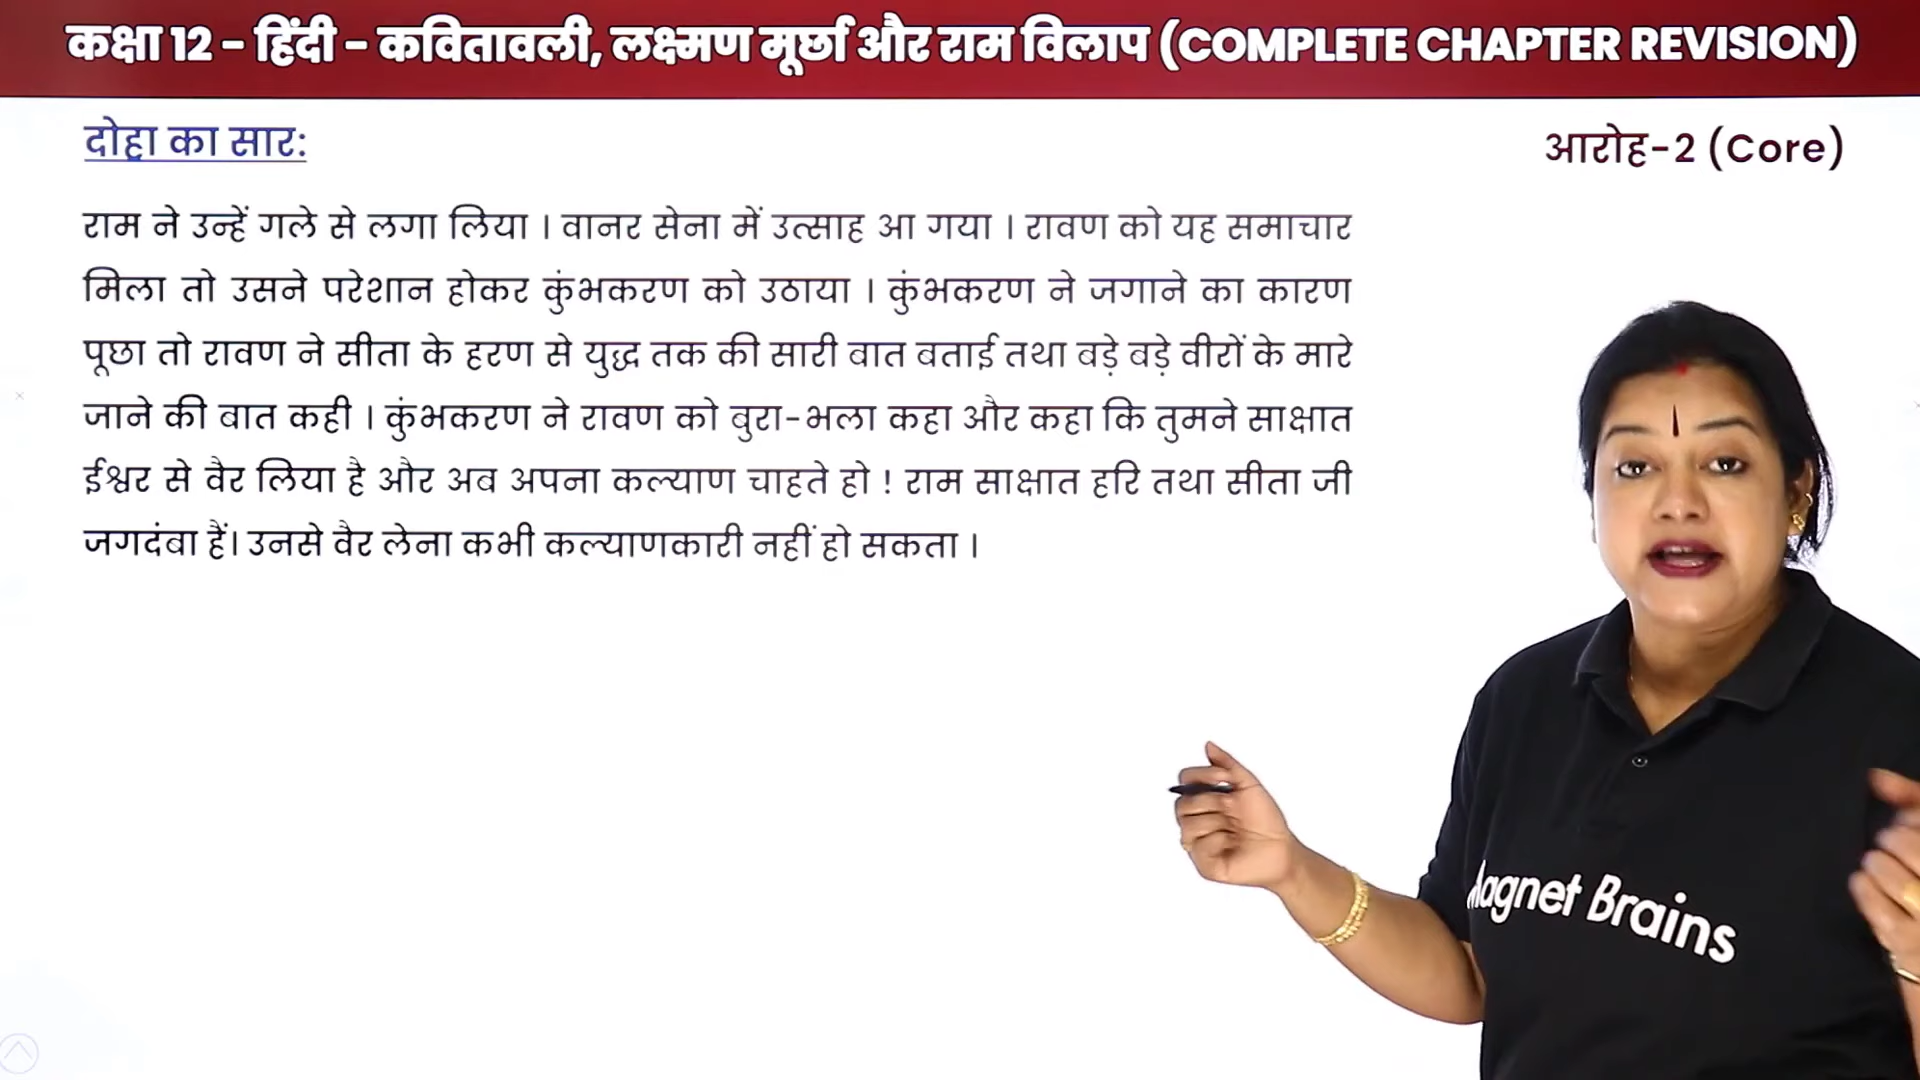 कक्षा 12 - हिंदी - कवितावली, लक्ष्मण मूर्छा और राम विलाप (COMPLETE CHAPTER REVISION)
दोहा का सार:
आरोह-2 (Core)
राम ने उन्हें गले से लगा लिया । वानर सेना में उत्साह आ गया । रावण को यह समाचार
मिला तो उसने परेशान होकर कुंभकरण को उठाया । कुंभकरण ने जगाने का कारण
पूछा तो रावण ने सीता के हरण से युद्ध तक की सारी बात बताई तथा बड़े बड़े वीरों के मारे
जाने की बात कही । कुंभकरण ने रावण को बुरा-भला कहा और कहा कि तुमने साक्षात
ईश्वर से वैर लिया है और अब अपना कल्याण चाहते हो ! राम साक्षात हरि तथा सीता जी
जगदंबा हैं। उनसे वैर लेना कभी कल्याणकारी नहीं हो सकता ।
Magnet Brains